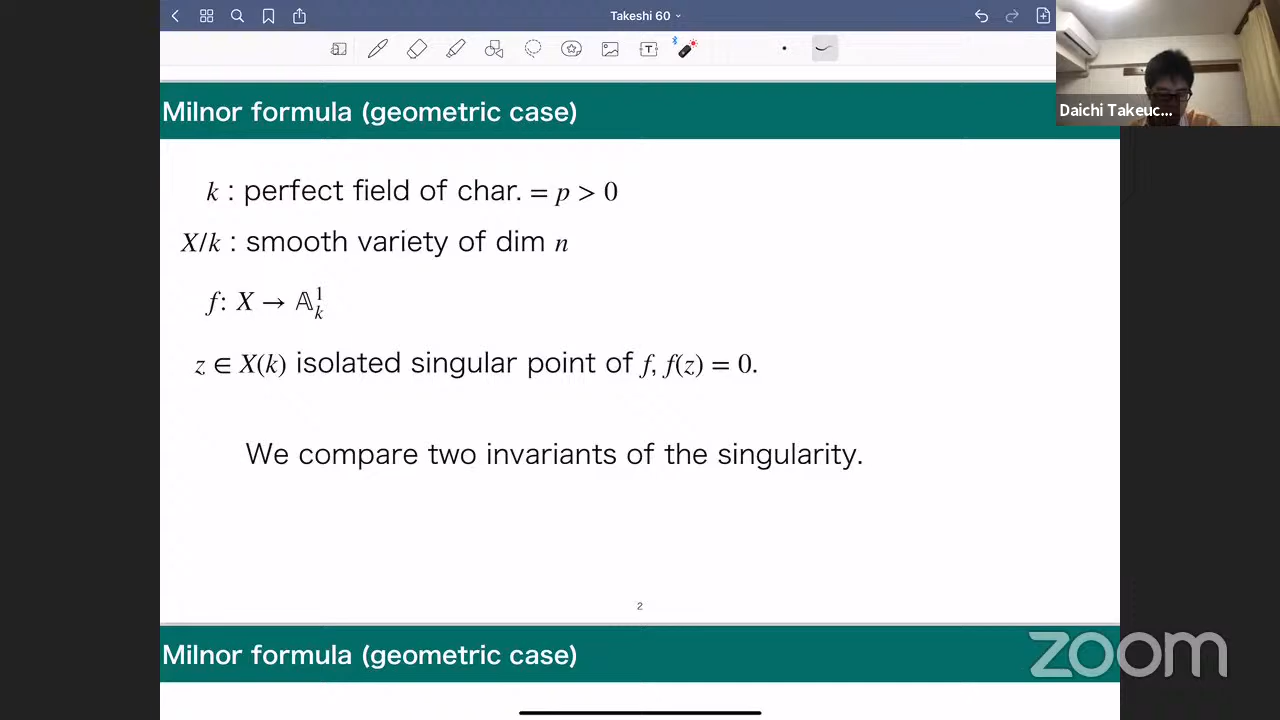 Takeshi 60
Milnor formula (geometric case)
Daichi Takeuc...
k : perfect field of char. = p > 0
X/k : smooth variety of dim n
f: X → 𝔸¹ₖ
z ∈ X(k) isolated singular point of f, f(z) = 0.
We compare two invariants of the singularity.
2
Milnor formula (geometric case)
zoom